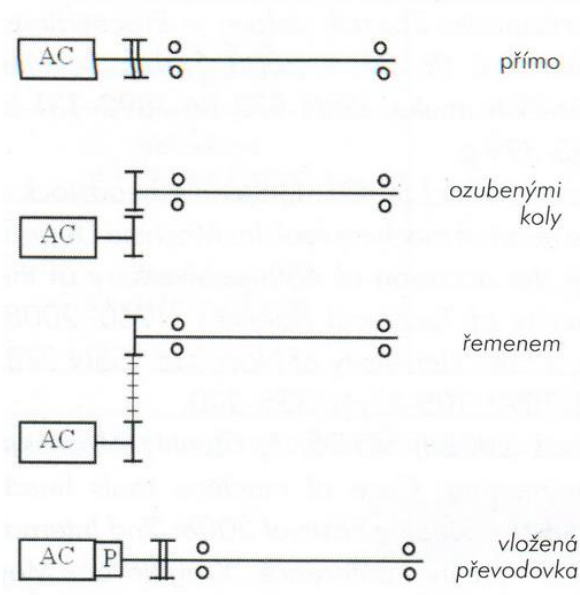 AC
přímo
ozubenými
koly
AC
řemenem
AC
vložená
AC P
převodovka